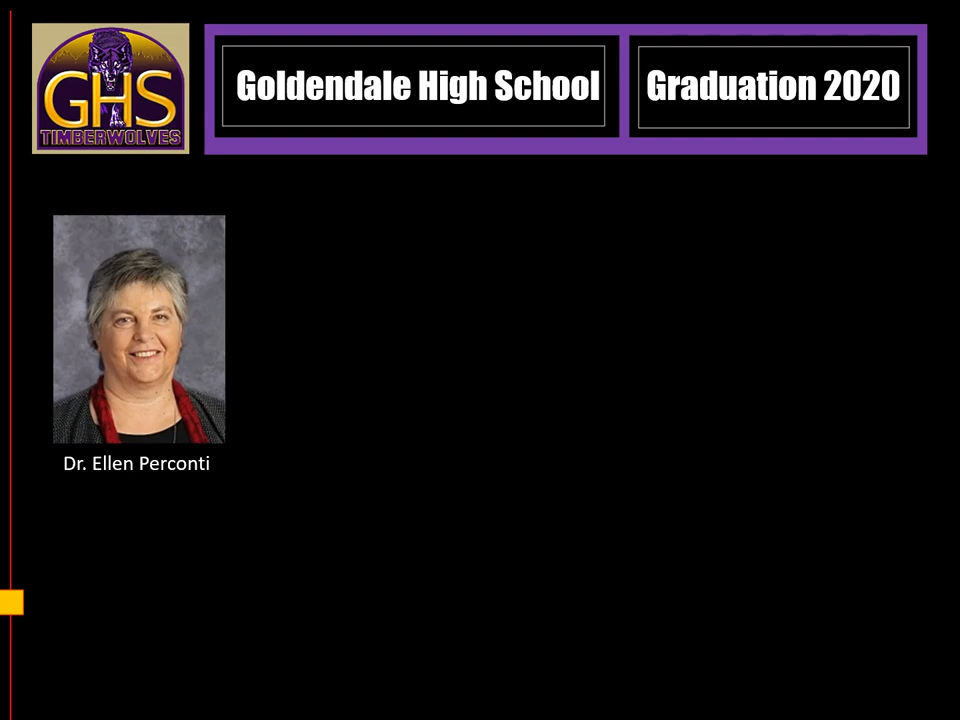 GHS
TIMBERWOLVES
Goldendale High School
Graduation 2020
Dr. Ellen Perconti